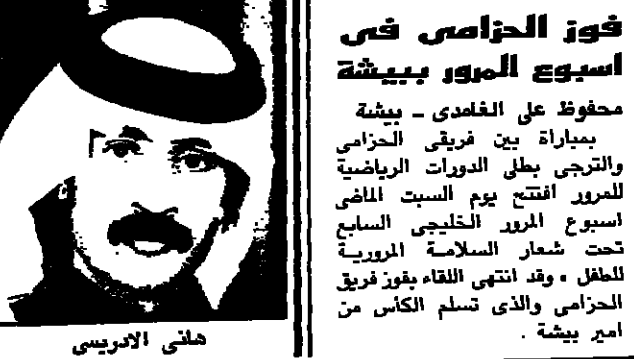 فوز الحزامى فى
اسبوع المرور ببيشة
محفوظ على الغامدى ـ بيشة
بمباراة بين فريقى الحزامى
والترجى بطلى الدورات الرياضية
للمرور افتتح يوم السبت الماضى
اسبوع المرور الخليجى السابع
تحت شعار السلامة المرورية
للطفل ، وقد انتهى اللقاء بفوز فريق
الحزامى والذى تسلم الكأس من
امير بيشة .
هانى الادريسى